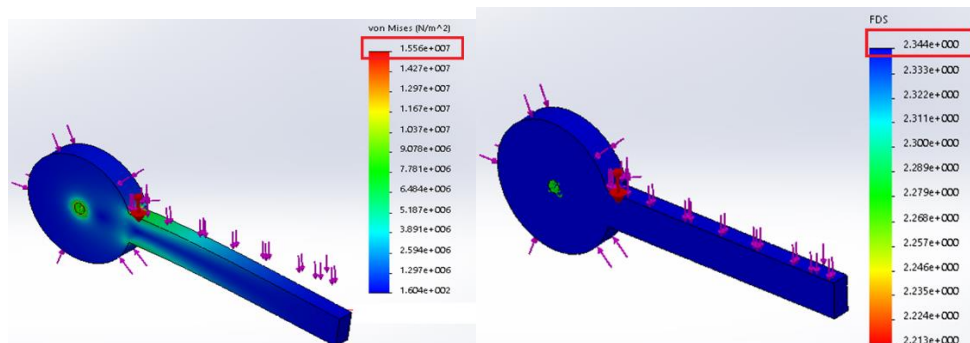 von Mises (N/m^2)
1.556e+007
1.427e+007
1.297e+007
1.167e+007
1.037e+007
9.078e+006
7.781e+006
6.484e+006
5.187e+006
3.891e+006
2.594e+006
1.297e+006
1.604e+002
FDS
2.344e+000
2.333e+000
2.322e+000
2.311e+000
2.300e+000
2.289e+000
2.279e+000
2.268e+000
2.257e+000
2.246e+000
2.235e+000
2.224e+000
2.213e+000